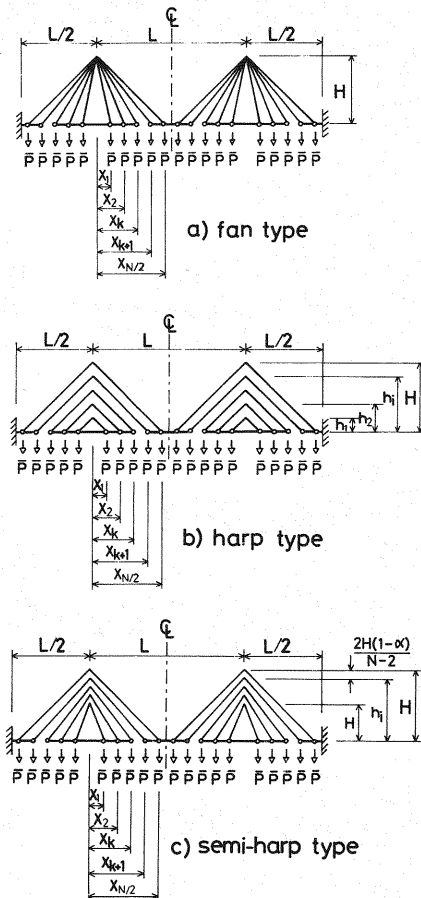 L/2 L L/2
℄
H
P̄ P̄ P̄ P̄ P̄ P̄ P̄ P̄ P̄ P̄ P̄ P̄ P̄ P̄ P̄ P̄ P̄ P̄ P̄ P̄
X1
X2
Xk
Xk+1
XN/2
a) fan type
℄
L/2 L L/2
h1 h2 hi H
P̄ P̄ P̄ P̄ P̄ P̄ P̄ P̄ P̄ P̄ P̄ P̄ P̄ P̄ P̄ P̄ P̄ P̄ P̄ P̄
X1
X2
Xk
Xk+1
XN/2
b) harp type
℄
L/2 L L/2
2H(1-α)
N-2
H hi H
P̄ P̄ P̄ P̄ P̄ P̄ P̄ P̄ P̄ P̄ P̄ P̄ P̄ P̄ P̄ P̄ P̄ P̄ P̄ P̄
X1
X2
Xk
Xk+1
XN/2
c) semi-harp type